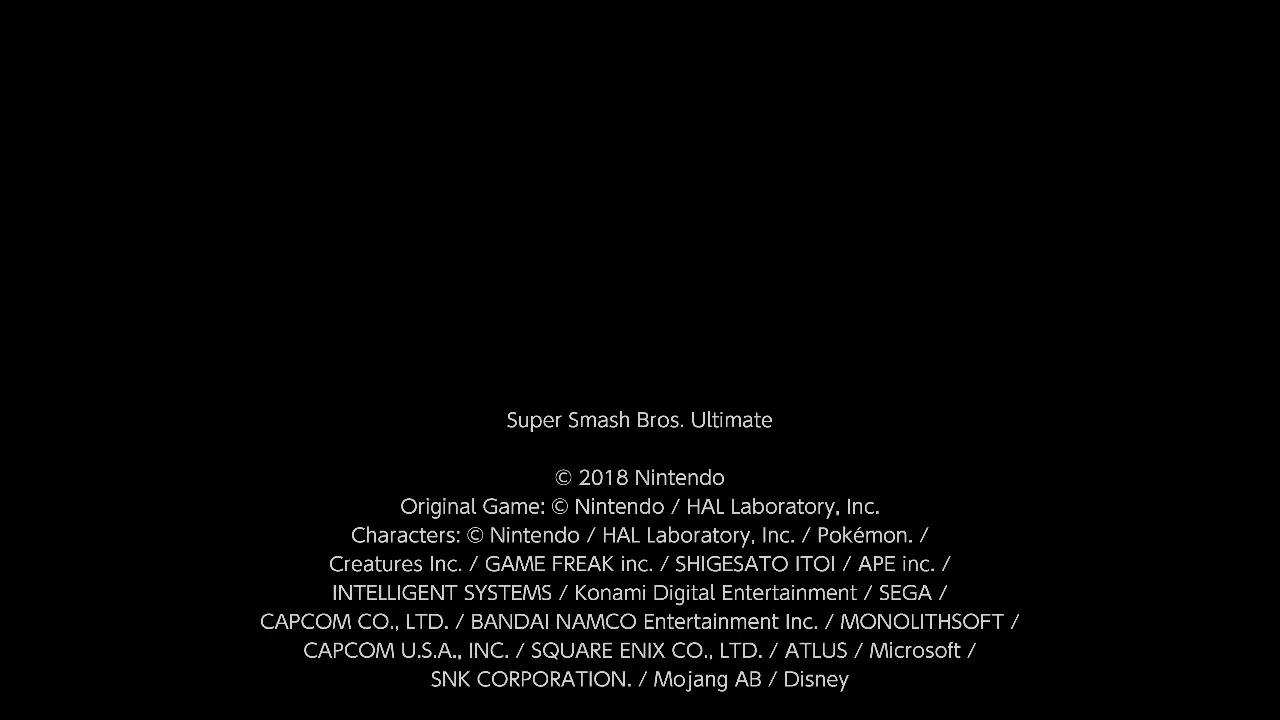 Super Smash Bros. Ultimate
© 2018 Nintendo
Original Game: © Nintendo / HAL Laboratory, Inc.
Characters: © Nintendo / HAL Laboratory, Inc. / Pokémon. /
Creatures Inc. / GAME FREAK inc. / SHIGESATO ITOI / APE inc. /
INTELLIGENT SYSTEMS / Konami Digital Entertainment / SEGA /
CAPCOM CO., LTD. / BANDAI NAMCO Entertainment Inc. / MONOLITHSOFT /
CAPCOM U.S.A., INC. / SQUARE ENIX CO., LTD. / ATLUS / Microsoft /
SNK CORPORATION. / Mojang AB / Disney